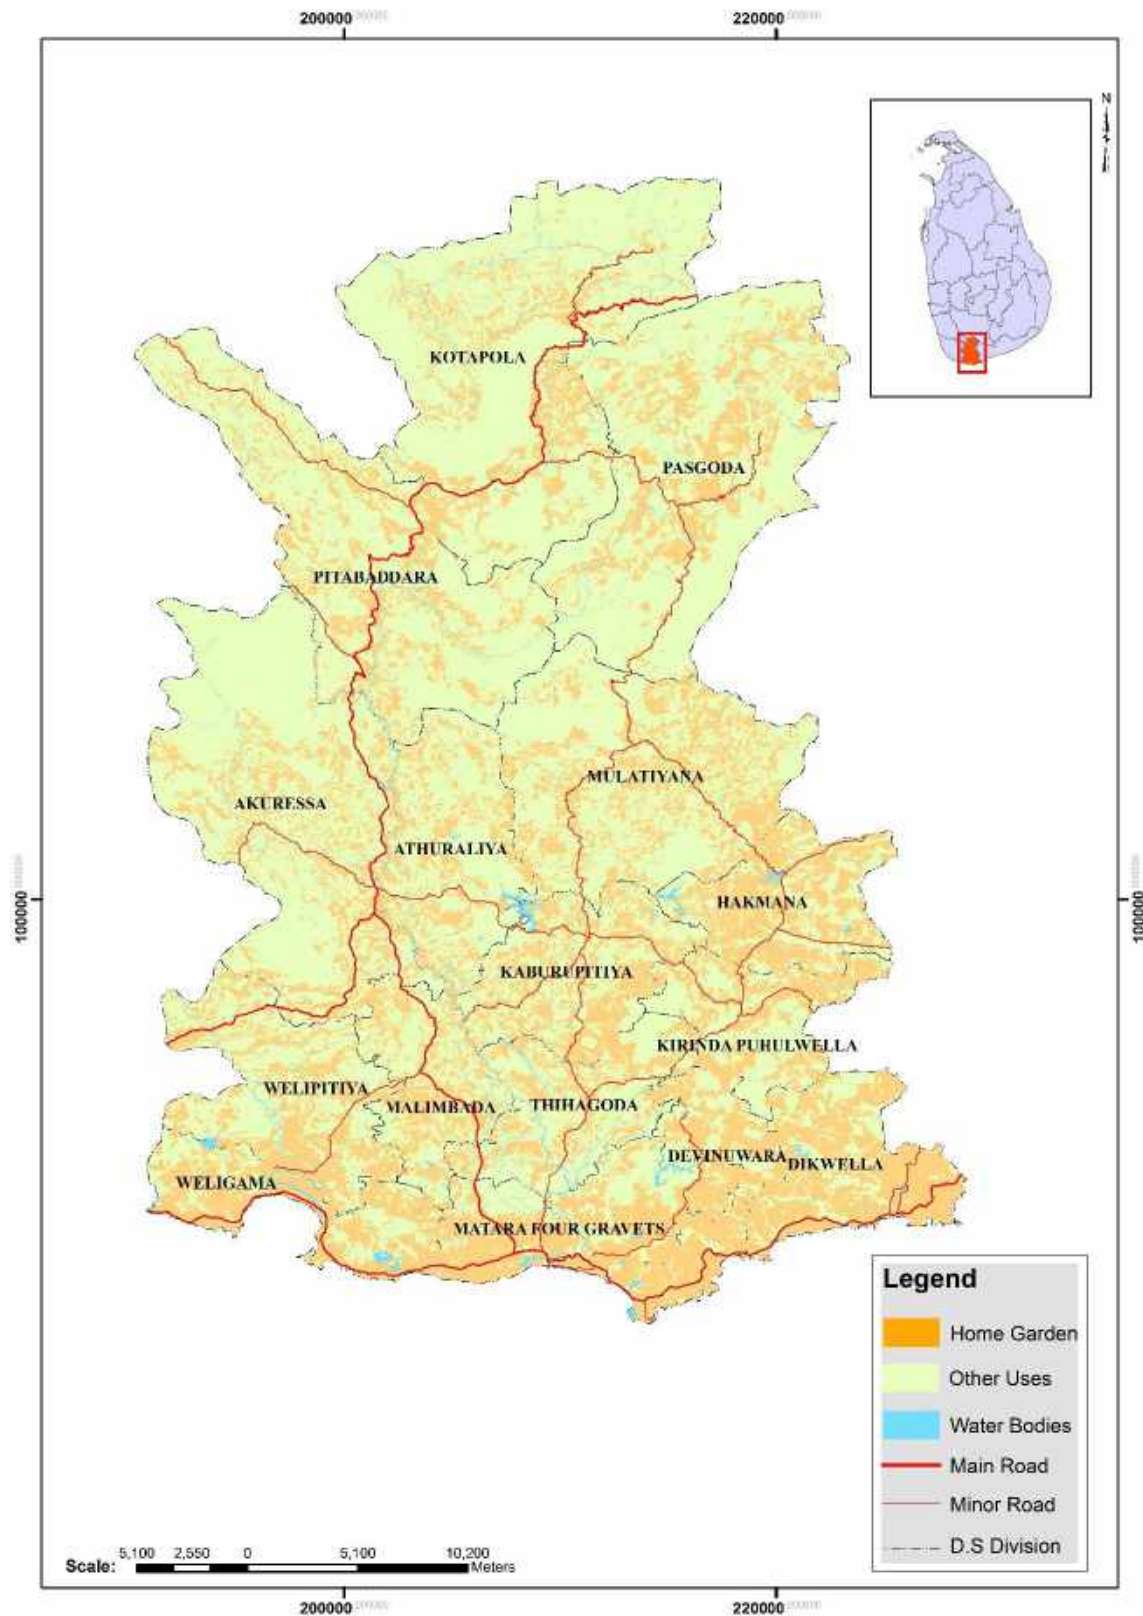 200000
220000
N
KOTAPOLA
PASGODA
PITABADDARA
MULATIYANA
AKURESSA
ATHURALIYA
HAKMANA
100000
100000
KABURUPITIYA
KIRINDA PUHULWELLA
WELIPITIYA
MALIMBADA
THIHAGODA
DEVINUWARA
DIKWELLA
WELIGAMA
MATARA FOUR GRAVETS
Legend
Home Garden
Other Uses
Water Bodies
Main Road
Minor Road
D.S Division
5,100 2,550 0 5,100 10,200
Scale: Meters
200000
220000